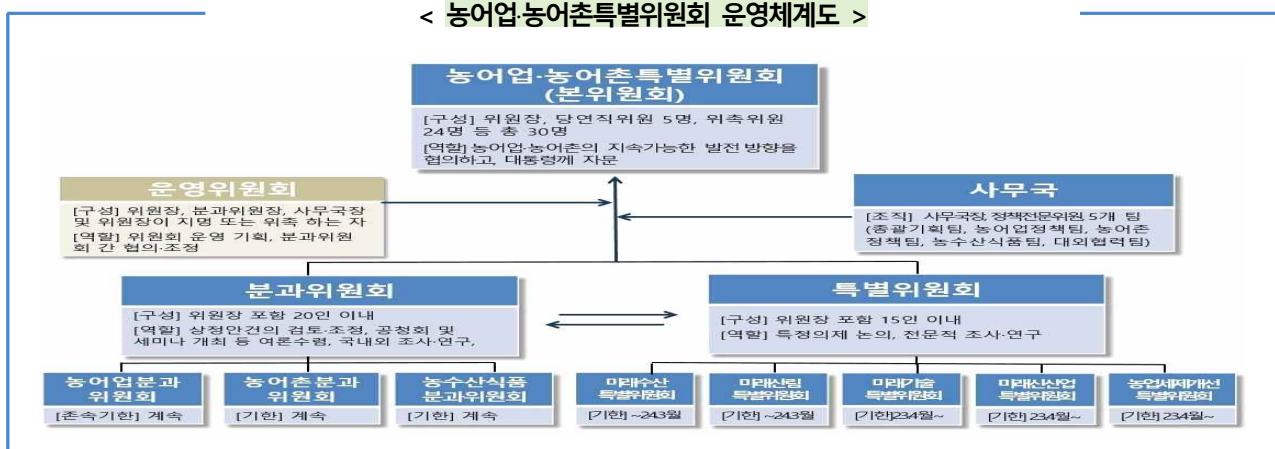 < 농어업·농어촌특별위원회 운영체계도 >
농어업·농어촌특별위원회
(본위원회)
[구성] 위원장, 당연직위원 5명, 위촉위원
24명 등 총 30명
[역할] 농어업·농어촌의 지속가능한 발전 방향을
협의하고, 대통령께 자문
운영위원회
[구성] 위원장, 분과위원장, 사무국장
및 위원장이 지명 또는 위촉 하는 자
[역할] 위원회 운영 기획, 분과위원
회 간 협의·조정
사무국
[조직] 사무국장, 정책전문위원, 5개 팀
(총괄기획팀, 농어업정책팀, 농어촌
정책팀, 농수산식품팀, 대외협력팀)
분과위원회
[구성] 위원장 포함 20인 이내
[역할] 상정안건의 검토·조정, 공청회 및
세미나 개최 등 여론수렴, 국내외 조사·연구,
특별위원회
[구성] 위원장 포함 15인 이내
[역할] 특정의제 논의, 전문적 조사·연구
농어업분과
위원회
[존속기한] 계속
농어촌분과
위원회
[기한] 계속
농수산식품
분과위원회
[기한] 계속
미래수산
특별위원회
[기한] ~24.3월
미래산림
특별위원회
[기한] ~24.3월
미래기술
특별위원회
[기한] 23.4월~
미래신산업
특별위원회
[기한] 23.4월~
농업세제개선
특별위원회
[기한] 23.4월~